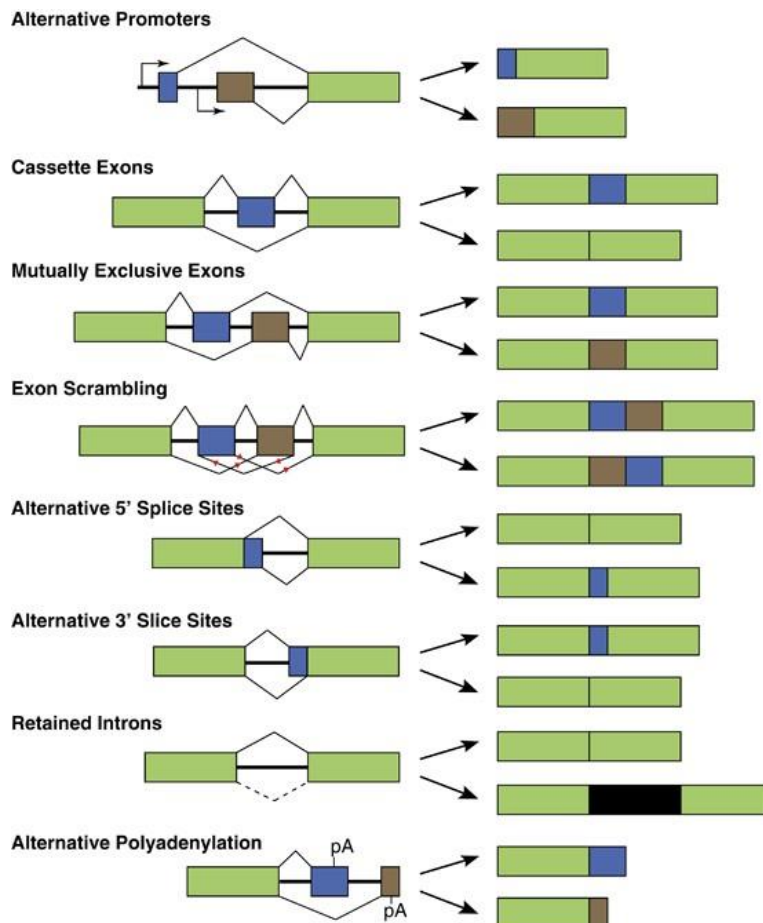 Alternative Promoters
Cassette Exons
Mutually Exclusive Exons
Exon Scrambling
Alternative 5' Splice Sites
Alternative 3' Slice Sites
Retained Introns
Alternative Polyadenylation
pA
pA